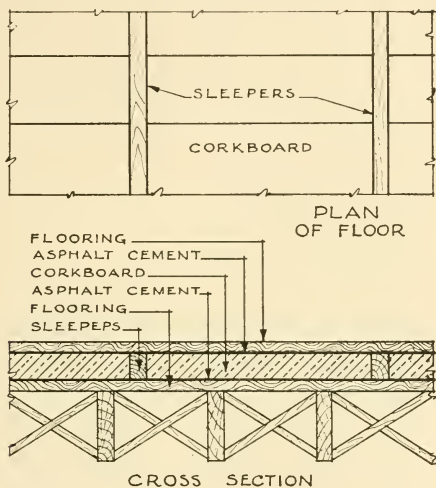 SLEEPERS
CORKBOARD
PLAN
OF FLOOR
FLOORING
ASPHALT CEMENT
CORKBOARD
ASPHALT CEMENT
FLOORING
SLEEPEPS
CROSS SECTION